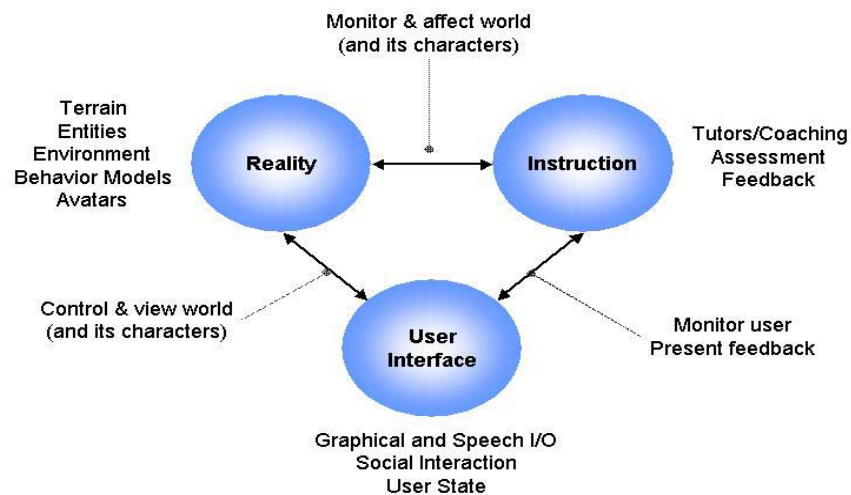 Monitor & affect world
(and its characters)
Terrain
Entities
Environment
Behavior Models
Avatars
Reality
Instruction
Tutors/Coaching
Assessment
Feedback
Control & view world
(and its characters)
User
Interface
Monitor user
Present feedback
Graphical and Speech I/O
Social Interaction
User State